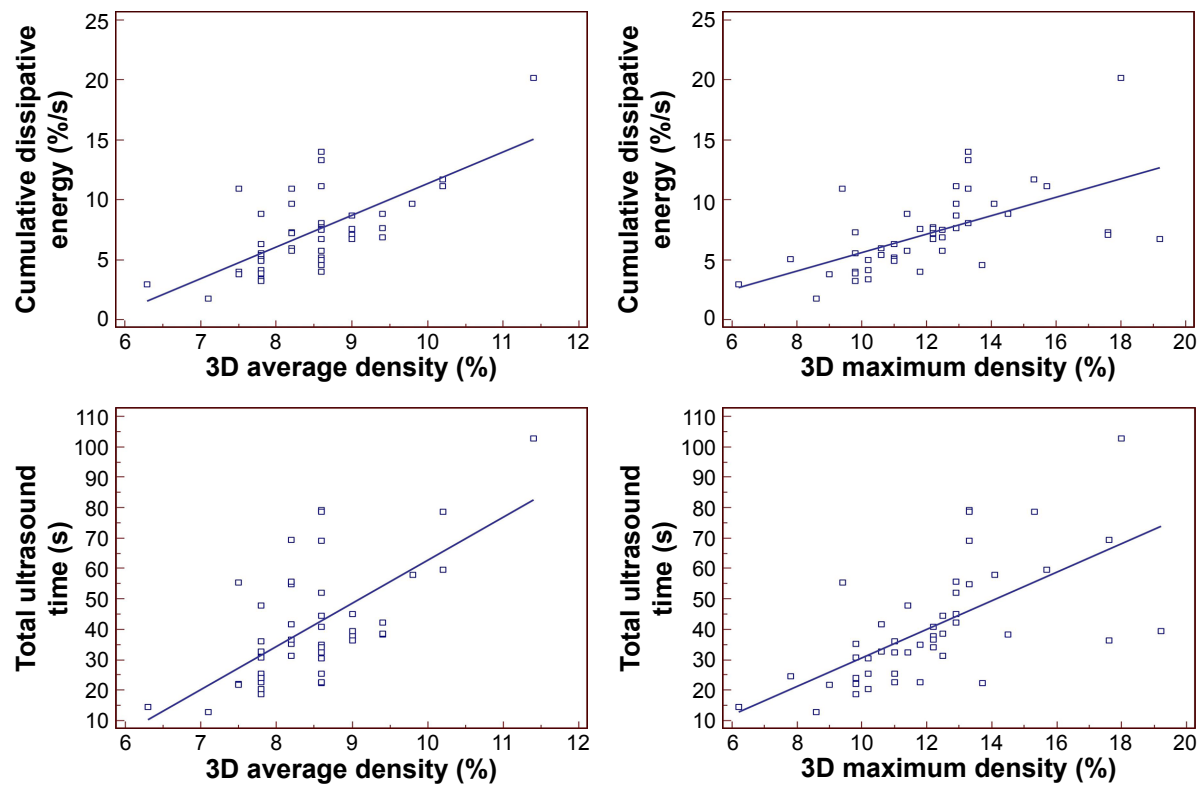 Cumulative dissipative
energy (%/s)
25
20
15
10
5
0
6 7 8 9 10 11 12
3D average density (%)
Cumulative dissipative
energy (%/s)
25
20
15
10
5
0
6 8 10 12 14 16 18 20
3D maximum density (%)
Total ultrasound
time (s)
110
100
90
80
70
60
50
40
30
20
10
6 7 8 9 10 11 12
3D average density (%)
Total ultrasound
time (s)
110
100
90
80
70
60
50
40
30
20
10
6 8 10 12 14 16 18 20
3D maximum density (%)